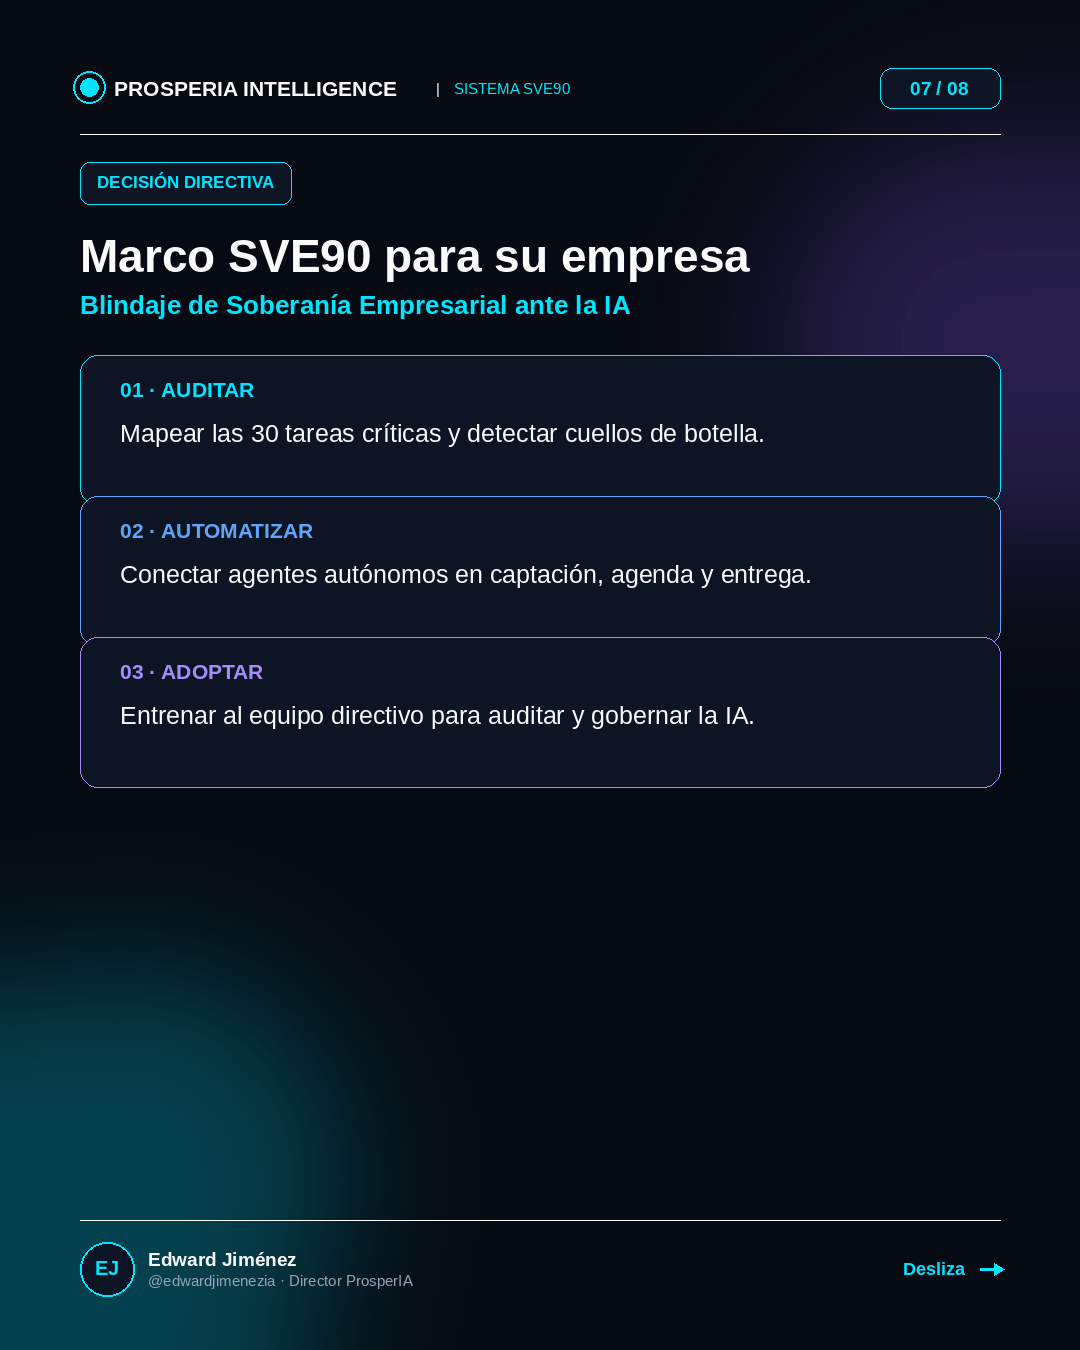 PROSPERIA INTELLIGENCE | SISTEMA SVE90 07 / 08
DECISIÓN DIRECTIVA
Marco SVE90 para su empresa
Blindaje de Soberanía Empresarial ante la IA
01 · AUDITAR
Mapear las 30 tareas críticas y detectar cuellos de botella.
02 · AUTOMATIZAR
Conectar agentes autónomos en captación, agenda y entrega.
03 · ADOPTAR
Entrenar al equipo directivo para auditar y gobernar la IA.
EJ
Edward Jiménez
@edwardjimenezia · Director ProsperIA
Desliza